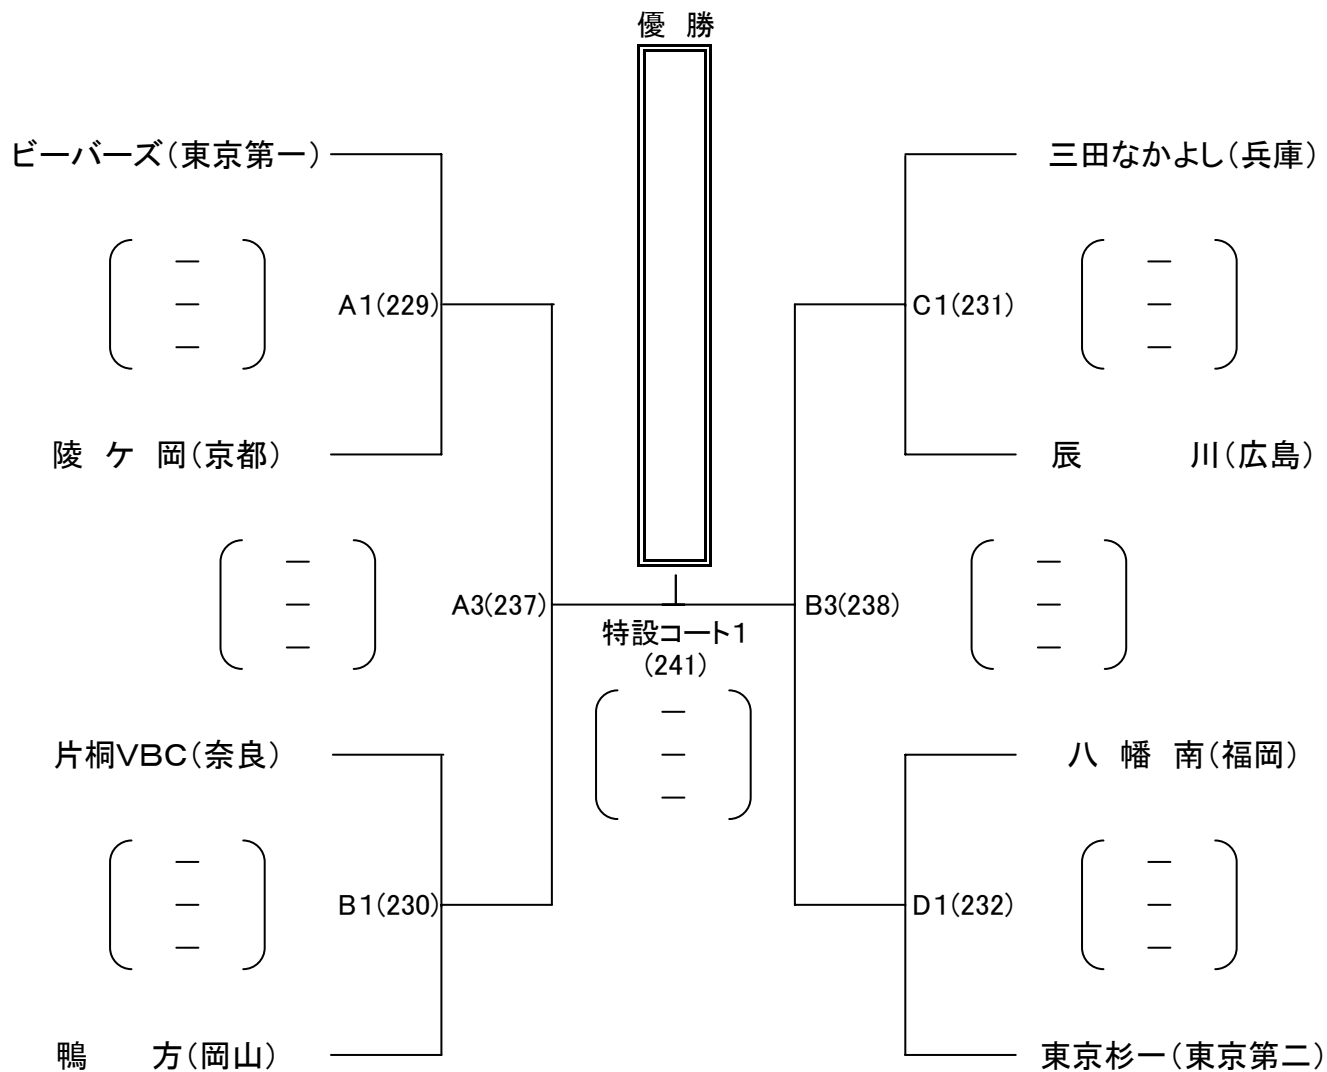 優 勝
ビーバーズ(東京第一)
三田なかよし(兵庫)
A1(229)
C1(231)
陵 ケ 岡(京都)
辰 川(広島)
A3(237)
B3(238)
特設コート1
(241)
片桐VBC(奈良)
八 幡 南(福岡)
B1(230)
D1(232)
鴨 方(岡山)
東京杉一(東京第二)